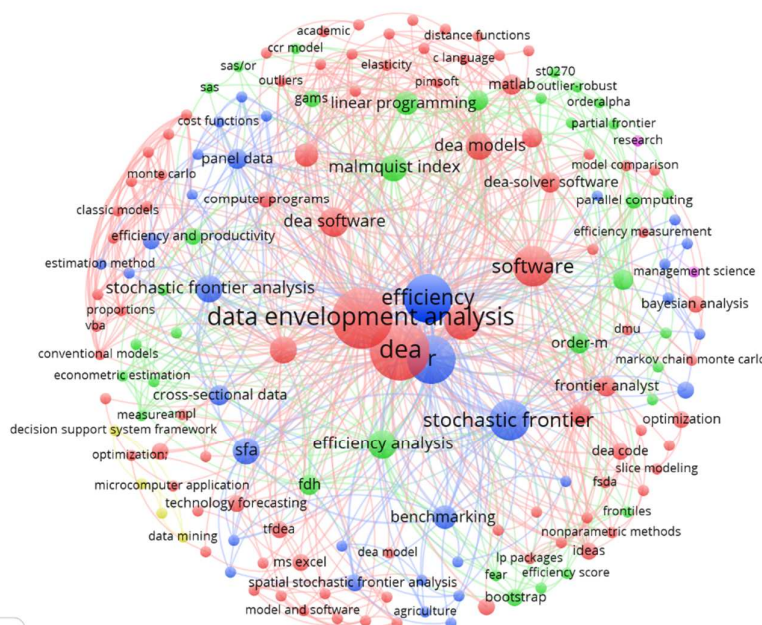 academic
distance functions
ccr model
c language
sas/or
elasticity
st0270
outliers
pimsoft
matlab
outlier-robust
sas
gams
linear programming
orderalpha
cost functions
partial frontier
research
dea models
panel data
malmquist index
model comparison
monte carlo
dea-solver software
computer programs
parallel computing
classic models
dea software
efficiency and productivity
efficiency measurement
estimation method
software
management science
stochastic frontier analysis
efficiency
bayesian analysis
proportions
data envelopment analysis
vba
dmu
order-m
conventional models
dea
r
markov chain monte carlo
econometric estimation
frontier analyst
cross-sectional data
measure
ampl
stochastic frontier
optimization
decision support system framework
efficiency analysis
sfa
optimization:
dea code
slice modeling
microcomputer application
fdh
fsda
technology forecasting
frontiles
benchmarking
tfdea
nonparametric methods
data mining
dea model
ideas
ms excel
lp packages
fear
efficiency score
spatial stochastic frontier analysis
bootstrap
model and software
agriculture